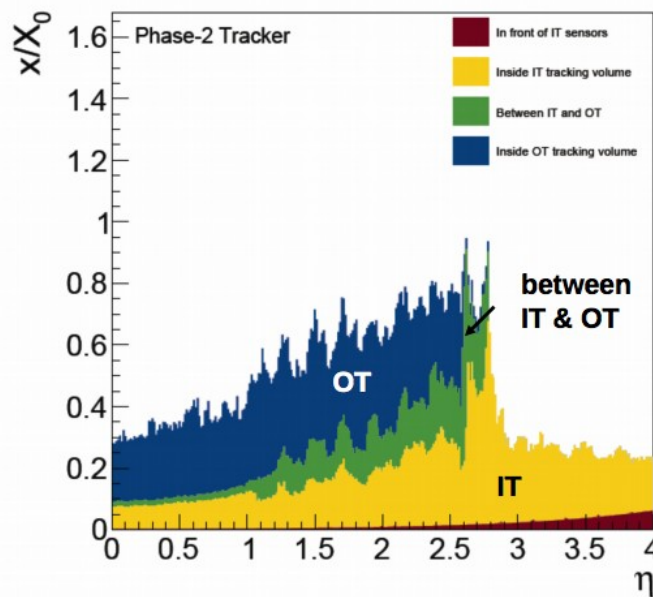 x/X₀
Phase-2 Tracker
In front of IT sensors
Inside IT tracking volume
Between IT and OT
Inside OT tracking volume
1.6
1.4
1.2
1
0.8
0.6
0.4
0.2
0
between
IT & OT
OT
IT
0 0.5 1 1.5 2 2.5 3 3.5 4
η